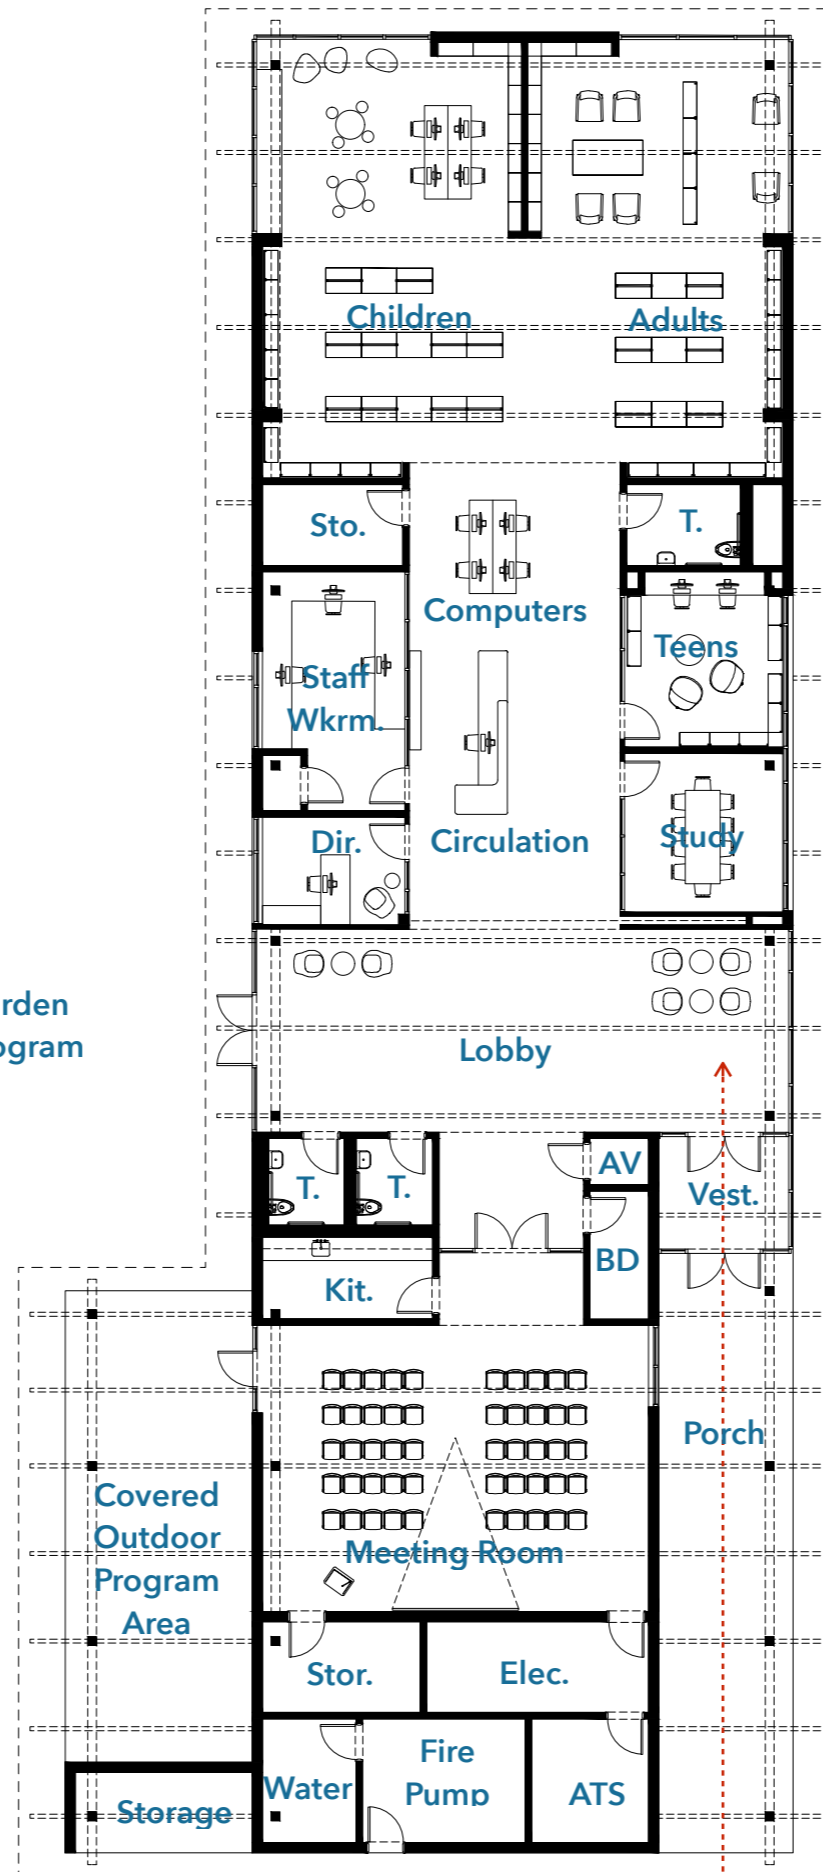 Children
Adults
Sto.
T.
Computers
Teens
Staff
Wkrm.
Dir.
Circulation
Study
rden
ogram
Lobby
T.
T.
AV
Vest.
BD
Kit.
Porch
Covered
Outdoor
Program
Area
Meeting Room
Stor.
Elec.
Water
Fire
Pump
ATS
Storage